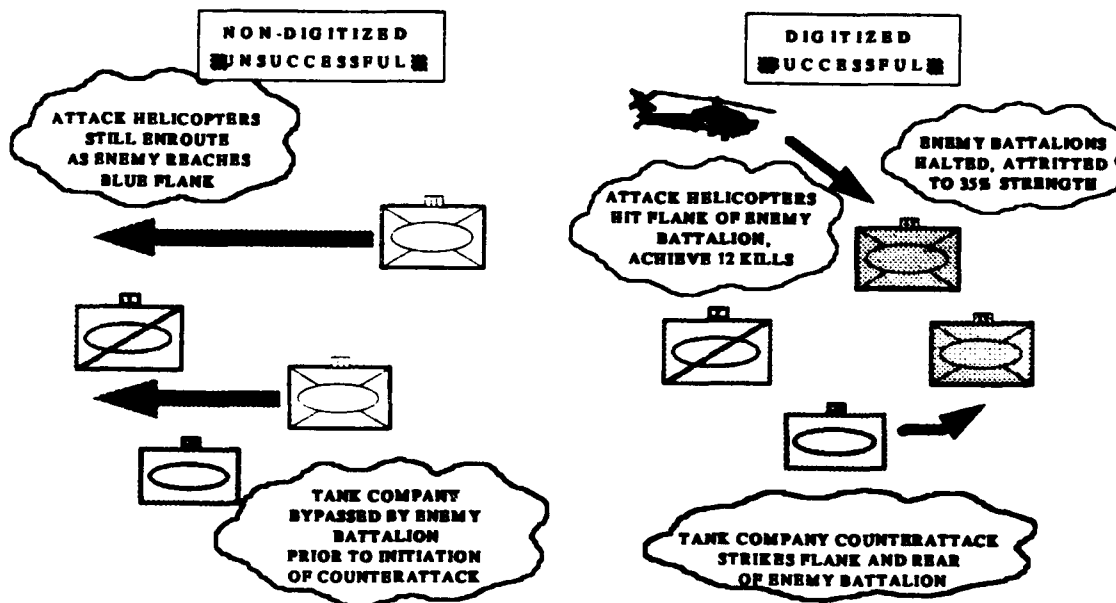 NON-DIGITIZED
UNSUCCESSFUL
ATTACK HELICOPTERS
STILL ENROUTE
AS ENEMY REACHES
BLUE FLANK
TANK COMPANY
BYPASSED BY ENEMY
BATTALION
PRIOR TO INITIATION
OF COUNTERATTACK
DIGITIZED
SUCCESSFUL
ENEMY BATTALIONS
HALTED, ATTRITTED
TO 35% STRENGTH
ATTACK HELICOPTERS
HIT FLANK OF ENEMY
BATTALION,
ACHIEVE 12 KILLS
TANK COMPANY COUNTERATTACK
STRIKES FLANK AND REAR
OF ENEMY BATTALION